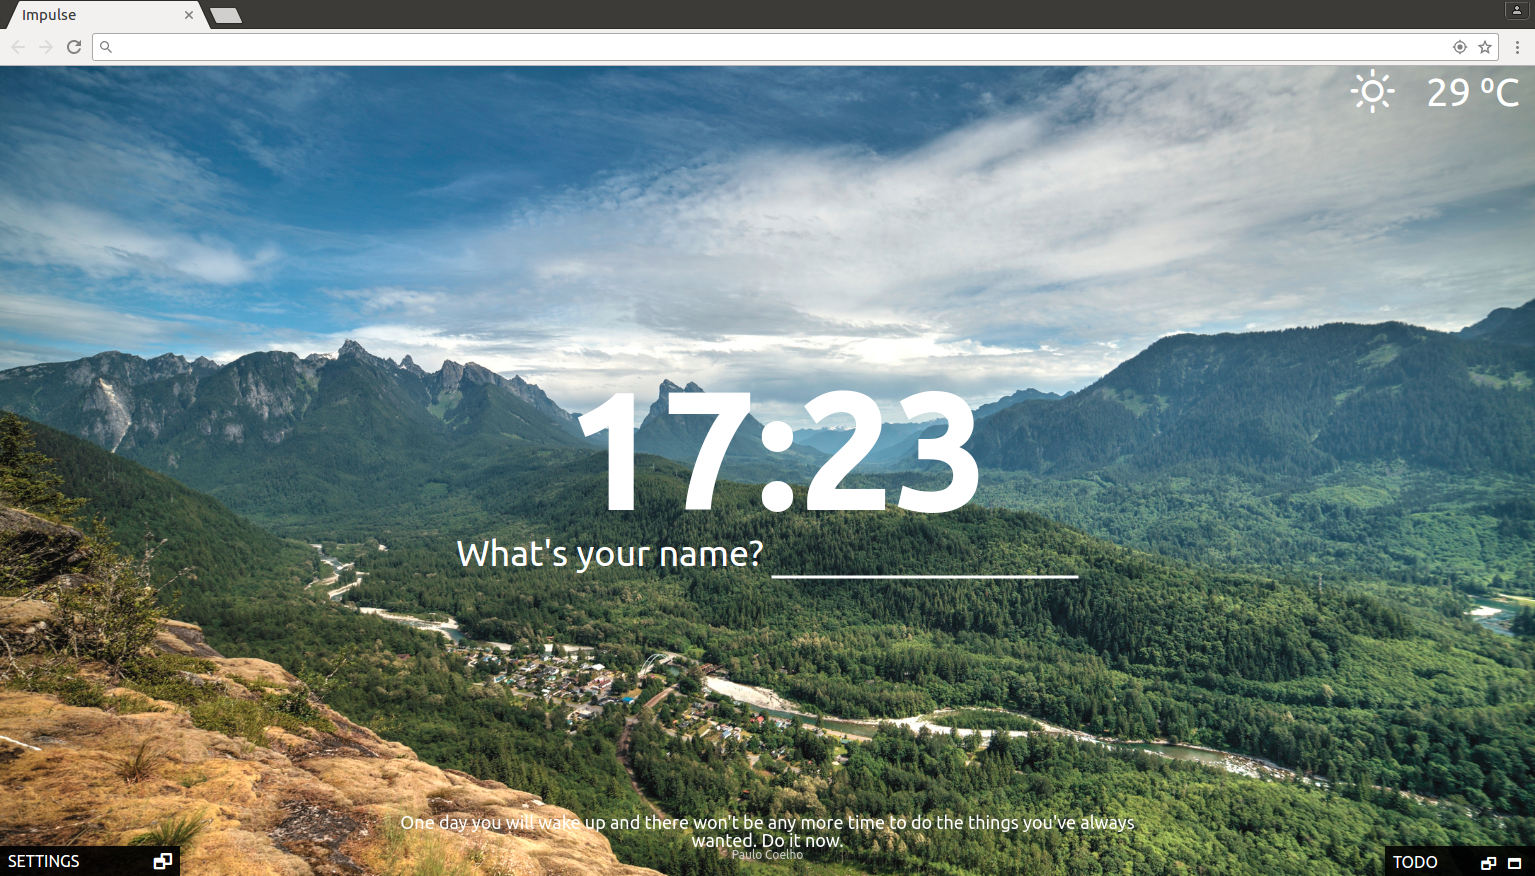 Impulse
29 ºC
17:23
What's your name?
One day you will wake up and there won't be any more time to do the things you've always
wanted. Do it now.
Paulo Coelho
SETTINGS
TODO